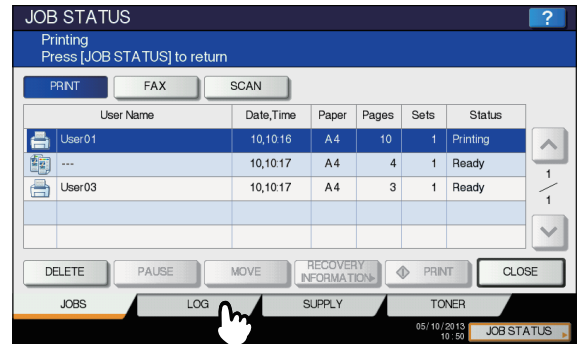 JOB STATUS ?
Printing
Press [JOB STATUS] to return
PRINT FAX SCAN
User Name Date,Time Paper Pages Sets Status
User01 10,10:16 A4 10 1 Printing
--- 10,10:17 A4 4 1 Ready
User03 10,10:17 A4 3 1 Ready
1
1
DELETE PAUSE MOVE RECOVERY INFORMATION PRINT CLOSE
JOBS LOG SUPPLY TONER
05/10/2013
10:50
JOB STATUS